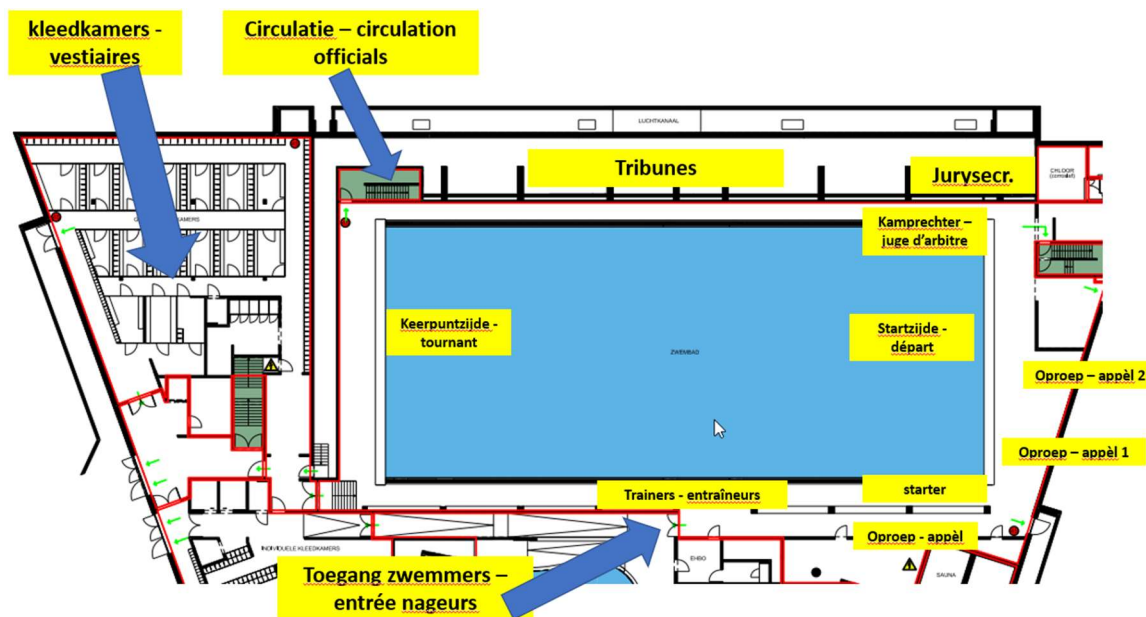 kleedkamers -
vestiaires
Circulatie – circulation
officials
LUCHTKANAAL
Tribunes
Jurysecr.
CHLOOR
Kamprechter –
juge d'arbitre
Keerpuntzijde -
tournant
Startzijde -
départ
ZWEMBAD
Oproep – appèl 2
Oproep – appèl 1
Trainers - entraîneurs
starter
Oproep - appèl
INDIVIDUELE KLEEDKAMERS
EHBO
SAUNA
Toegang zwemmers –
entrée nageurs